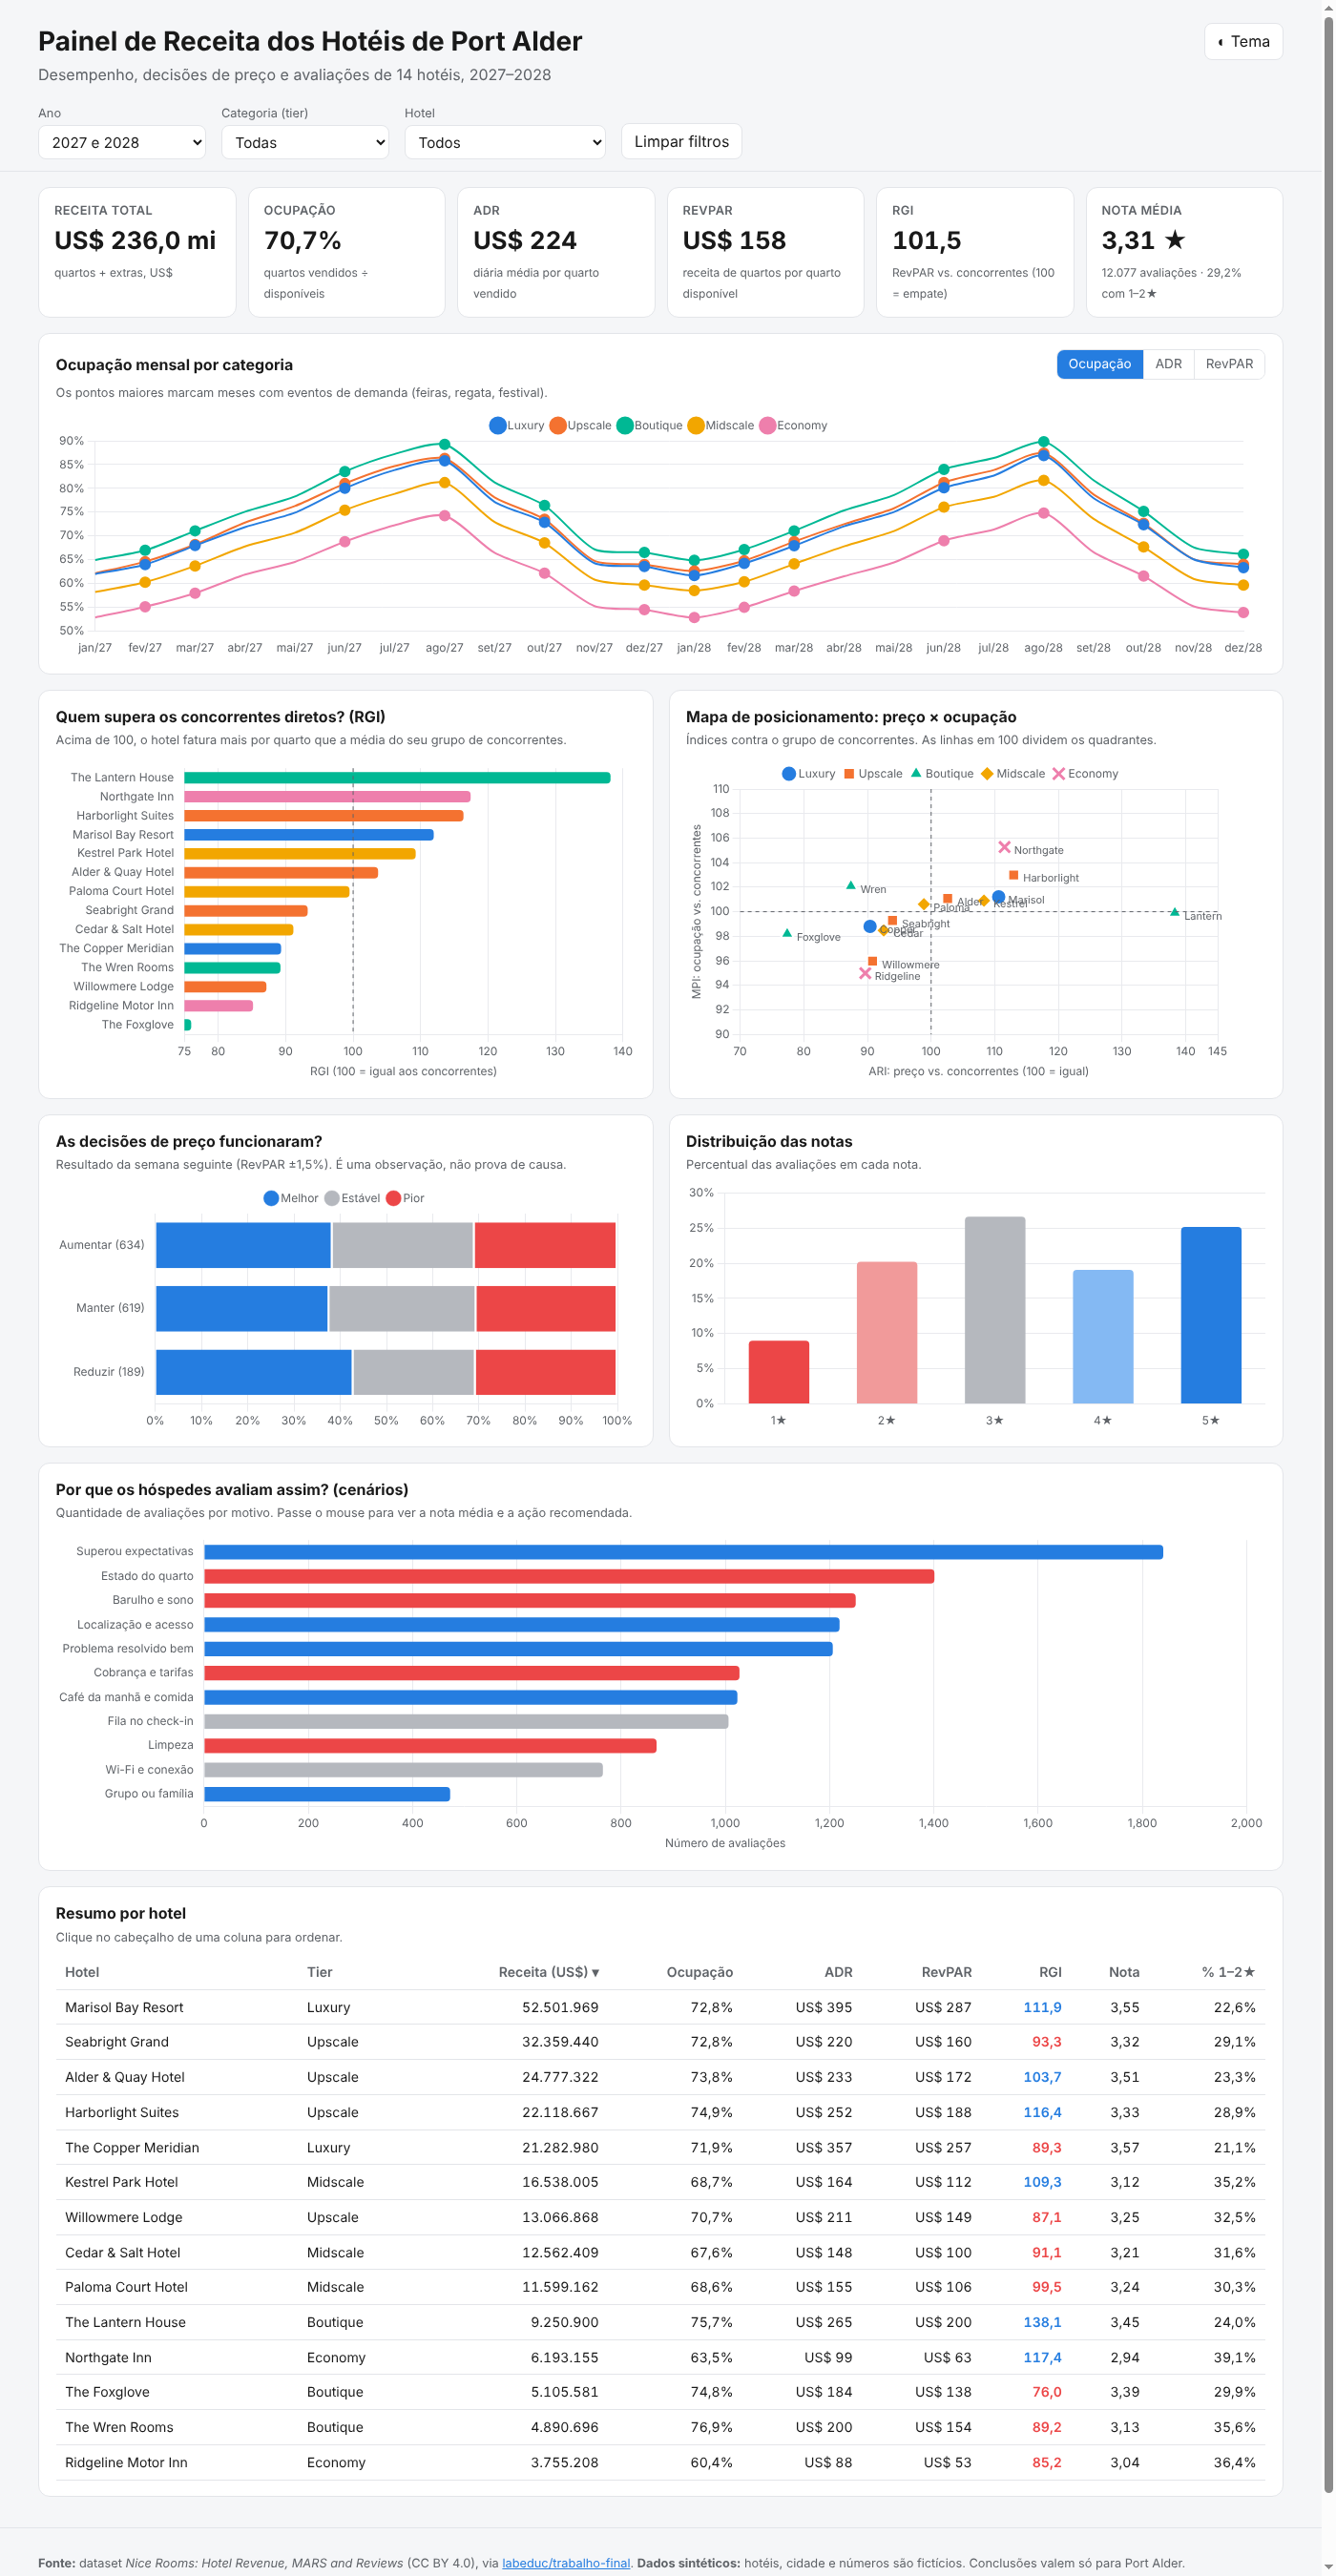 Painel de Receita dos Hotéis de Port Alder
Tema
Desempenho, decisões de preço e avaliações de 14 hotéis, 2027–2028
Ano
Categoria (tier)
Hotel
2027 e 2028
Todas
Todos
Limpar filtros
RECEITA TOTAL
US$ 236,0 mi
quartos + extras, US$
OCUPAÇÃO
70,7%
quartos vendidos ÷
disponíveis
ADR
US$ 224
diária média por quarto
vendido
REVPAR
US$ 158
receita de quartos por quarto
disponível
RGI
101,5
RevPAR vs. concorrentes (100
= empate)
NOTA MÉDIA
3,31 ★
12.077 avaliações · 29,2%
com 1–2★
Ocupação mensal por categoria
Ocupação ADR RevPAR
Os pontos maiores marcam meses com eventos de demanda (feiras, regata, festival).
Luxury Upscale Boutique Midscale Economy
90%
85%
80%
75%
70%
65%
60%
55%
50%
jan/27 fev/27 mar/27 abr/27 mai/27 jun/27 jul/27 ago/27 set/27 out/27 nov/27 dez/27 jan/28 fev/28 mar/28 abr/28 mai/28 jun/28 jul/28 ago/28 set/28 out/28 nov/28 dez/28
Quem supera os concorrentes diretos? (RGI)
Acima de 100, o hotel fatura mais por quarto que a média do seu grupo de concorrentes.
The Lantern House
Northgate Inn
Harborlight Suites
Marisol Bay Resort
Kestrel Park Hotel
Alder & Quay Hotel
Paloma Court Hotel
Seabright Grand
Cedar & Salt Hotel
The Copper Meridian
The Wren Rooms
Willowmere Lodge
Ridgeline Motor Inn
The Foxglove
75 80 90 100 110 120 130 140
RGI (100 = igual aos concorrentes)
Mapa de posicionamento: preço × ocupação
Índices contra o grupo de concorrentes. As linhas em 100 dividem os quadrantes.
Luxury Upscale Boutique Midscale Economy
MPI: ocupação vs. concorrentes
110
108
106
104
102
100
98
96
94
92
90
Northgate
Harborlight
Wren
Alder
Kestrel
Marisol
Paloma
Lantern
Seabright
Copper
Cedar
Foxglove
Willowmere
Ridgeline
70 80 90 100 110 120 130 140 145
ARI: preço vs. concorrentes (100 = igual)
As decisões de preço funcionaram?
Resultado da semana seguinte (RevPAR ±1,5%). É uma observação, não prova de causa.
Melhor Estável Pior
Aumentar (634)
Manter (619)
Reduzir (189)
0% 10% 20% 30% 40% 50% 60% 70% 80% 90% 100%
Distribuição das notas
Percentual das avaliações em cada nota.
30%
25%
20%
15%
10%
5%
0%
1★ 2★ 3★ 4★ 5★
Por que os hóspedes avaliam assim? (cenários)
Quantidade de avaliações por motivo. Passe o mouse para ver a nota média e a ação recomendada.
Superou expectativas
Estado do quarto
Barulho e sono
Localização e acesso
Problema resolvido bem
Cobrança e tarifas
Café da manhã e comida
Fila no check-in
Limpeza
Wi-Fi e conexão
Grupo ou família
0 200 400 600 800 1,000 1,200 1,400 1,600 1,800 2,000
Número de avaliações
Resumo por hotel
Clique no cabeçalho de uma coluna para ordenar.
Hotel Tier Receita (US$) ▾ Ocupação ADR RevPAR RGI Nota % 1–2★
Marisol Bay Resort Luxury 52.501.969 72,8% US$ 395 US$ 287 111,9 3,55 22,6%
Seabright Grand Upscale 32.359.440 72,8% US$ 220 US$ 160 93,3 3,32 29,1%
Alder & Quay Hotel Upscale 24.777.322 73,8% US$ 233 US$ 172 103,7 3,51 23,3%
Harborlight Suites Upscale 22.118.667 74,9% US$ 252 US$ 188 116,4 3,33 28,9%
The Copper Meridian Luxury 21.282.980 71,9% US$ 357 US$ 257 89,3 3,57 21,1%
Kestrel Park Hotel Midscale 16.538.005 68,7% US$ 164 US$ 112 109,3 3,12 35,2%
Willowmere Lodge Upscale 13.066.868 70,7% US$ 211 US$ 149 87,1 3,25 32,5%
Cedar & Salt Hotel Midscale 12.562.409 67,6% US$ 148 US$ 100 91,1 3,21 31,6%
Paloma Court Hotel Midscale 11.599.162 68,6% US$ 155 US$ 106 99,5 3,24 30,3%
The Lantern House Boutique 9.250.900 75,7% US$ 265 US$ 200 138,1 3,45 24,0%
Northgate Inn Economy 6.193.155 63,5% US$ 99 US$ 63 117,4 2,94 39,1%
The Foxglove Boutique 5.105.581 74,8% US$ 184 US$ 138 76,0 3,39 29,9%
The Wren Rooms Boutique 4.890.696 76,9% US$ 200 US$ 154 89,2 3,13 35,6%
Ridgeline Motor Inn Economy 3.755.208 60,4% US$ 88 US$ 53 85,2 3,04 36,4%
Fonte: dataset Nice Rooms: Hotel Revenue, MARS and Reviews (CC BY 4.0), via labeduc/trabalho-final. Dados sintéticos: hotéis, cidade e números são fictícios. Conclusões valem só para Port Alder.